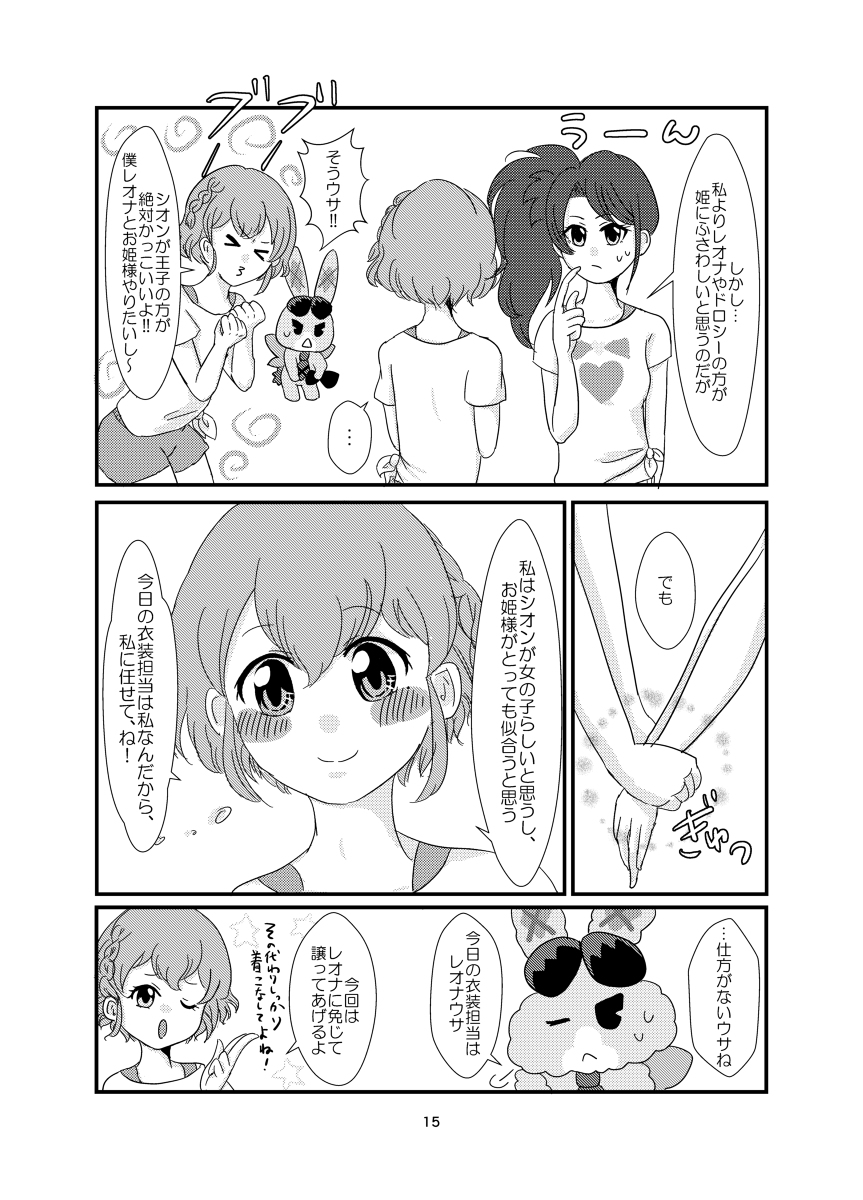 うーん
しかし…
私よりレオナやドロシーの方が
姫にふさわしいと思うのだが
…
そうウサ!!
ブーブー
シオンが王子の方が
絶対かっこいいよ!!
僕レオナとお姫様やりたいし～
でも
ぎゅっ
私はシオンが女の子らしいと思うし、
お姫様がとっても似合うと思う
今日の衣装担当は私なんだから、
私に任せて、ね！
…仕方がないウサね
今日の衣装担当は
レオナウサ
今回は
レオナに免じて
譲ってあげるよ
その代わりしっかり
着こなしてよね！
15